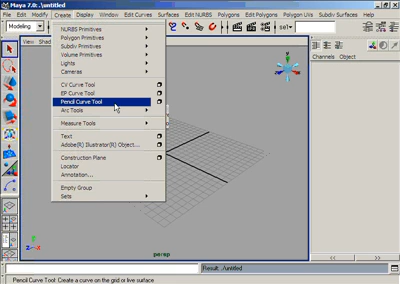 Maya 7.0: .\untitled
File Edit Modify Create Display Window Edit Curves Surfaces Edit NURBS Polygons Edit Polygons Polygon UVs Subdiv Surfaces Help
Modeling
sel
View Shad
NURBS Primitives
Polygon Primitives
Subdiv Primitives
Volume Primitives
Lights
Cameras
CV Curve Tool
EP Curve Tool
Pencil Curve Tool
Arc Tools
Measure Tools
Text
Adobe(R) Illustrator(R) Object...
Construction Plane
Locator
Annotation...
Empty Group
Sets
persp
Result: ./untitled
Pencil Curve Tool: Create a curve on the grid or live surface